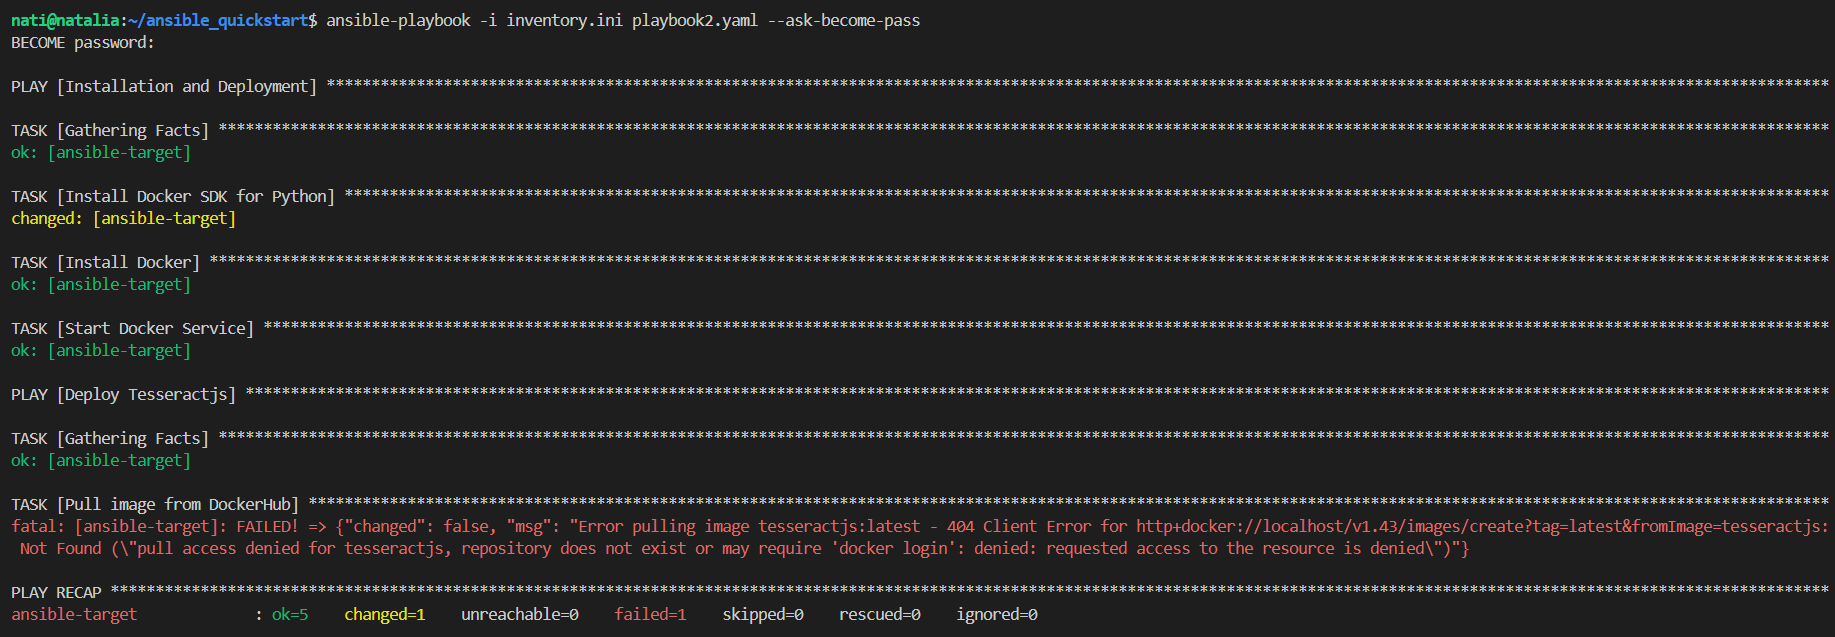 nati@natalia:~/ansible_quickstart$ ansible-playbook -i inventory.ini playbook2.yaml --ask-become-pass
BECOME password:
PLAY [Installation and Deployment] ***********************************************************************************************************************************************************************
TASK [Gathering Facts] ***********************************************************************************************************************************************************************************
ok: [ansible-target]
TASK [Install Docker SDK for Python] *********************************************************************************************************************************************************************
changed: [ansible-target]
TASK [Install Docker] ************************************************************************************************************************************************************************************
ok: [ansible-target]
TASK [Start Docker Service] ******************************************************************************************************************************************************************************
ok: [ansible-target]
PLAY [Deploy Tesseractjs] ********************************************************************************************************************************************************************************
TASK [Gathering Facts] ***********************************************************************************************************************************************************************************
ok: [ansible-target]
TASK [Pull image from DockerHub] *************************************************************************************************************************************************************************
fatal: [ansible-target]: FAILED! => {"changed": false, "msg": "Error pulling image tesseractjs:latest - 404 Client Error for http+docker://localhost/v1.43/images/create?tag=latest&fromImage=tesseractjs:
Not Found (\"pull access denied for tesseractjs, repository does not exist or may require 'docker login': denied: requested access to the resource is denied\")"}
PLAY RECAP ***********************************************************************************************************************************************************************************************
ansible-target             : ok=5    changed=1    unreachable=0    failed=1    skipped=0    rescued=0    ignored=0